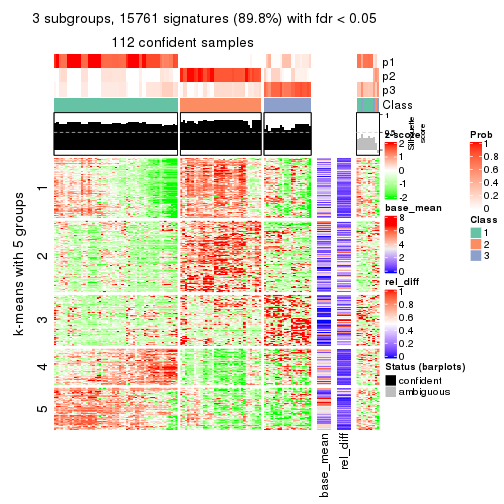 3 subgroups, 15761 signatures (89.8%) with fdr < 0.05
112 confident samples
p1
p2
p3
Class
1
0.5
Silhouette
score
k-means with 5 groups
1
2
3
4
5
base_mean
rel_diff
z-score
2
1
0
-1
-2
base_mean
8
6
4
2
0
rel_diff
1
0.8
0.6
0.4
0.2
0
Status (barplots)
confident
ambiguous
Prob
1
0.8
0.6
0.4
0.2
0
Class
1
2
3